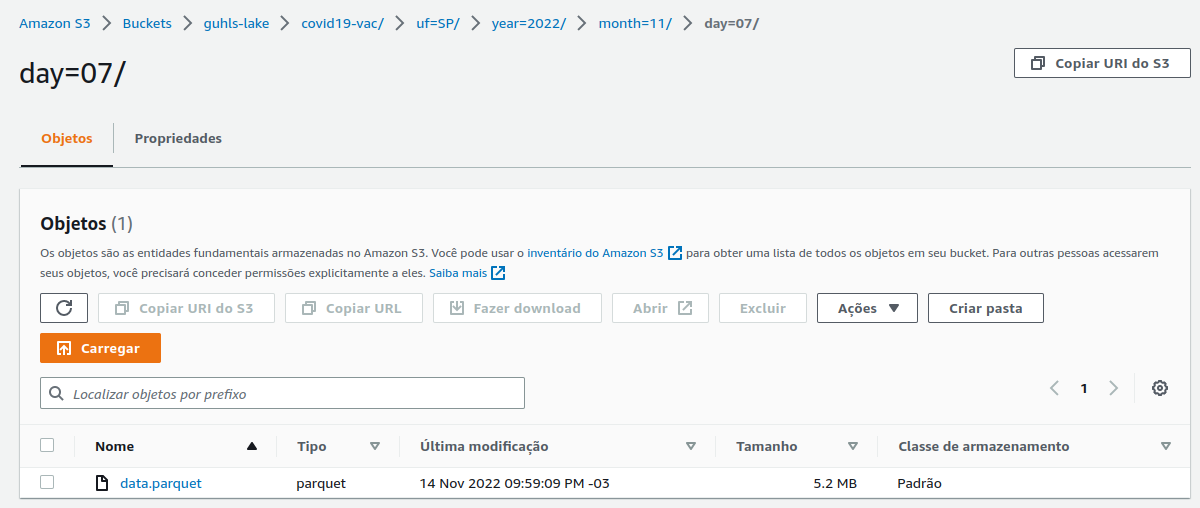 Amazon S3 > Buckets > guhls-lake > covid19-vac/ > uf=SP/ > year=2022/ > month=11/ > day=07/
day=07/
Copiar URI do S3
Objetos Propriedades
Objetos (1)
Os objetos são as entidades fundamentais armazenadas no Amazon S3. Você pode usar o inventário do Amazon S3 para obter uma lista de todos os objetos em seu bucket. Para outras pessoas acessarem
seus objetos, você precisará conceder permissões explicitamente a eles. Saiba mais
Copiar URI do S3 Copiar URL Fazer download Abrir Excluir Ações Criar pasta
Carregar
Localizar objetos por prefixo
1
Nome Tipo Última modificação Tamanho Classe de armazenamento
data.parquet parquet 14 Nov 2022 09:59:09 PM -03 5.2 MB Padrão